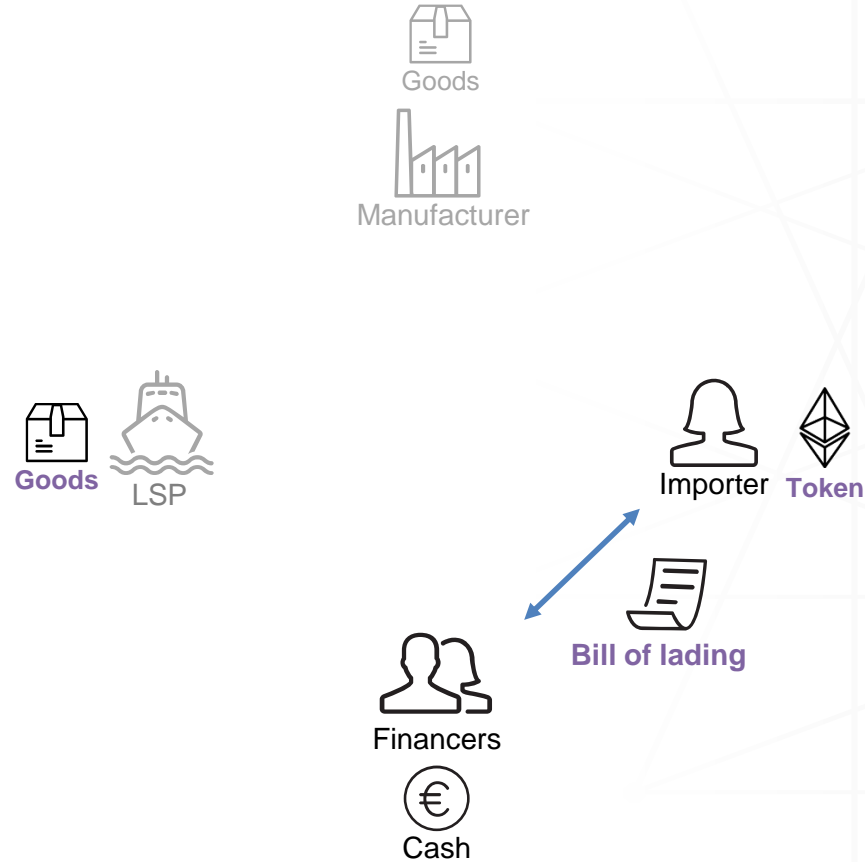 Goods
Manufacturer
Goods
LSP
Importer
Token
Bill of lading
Financers
€
Cash